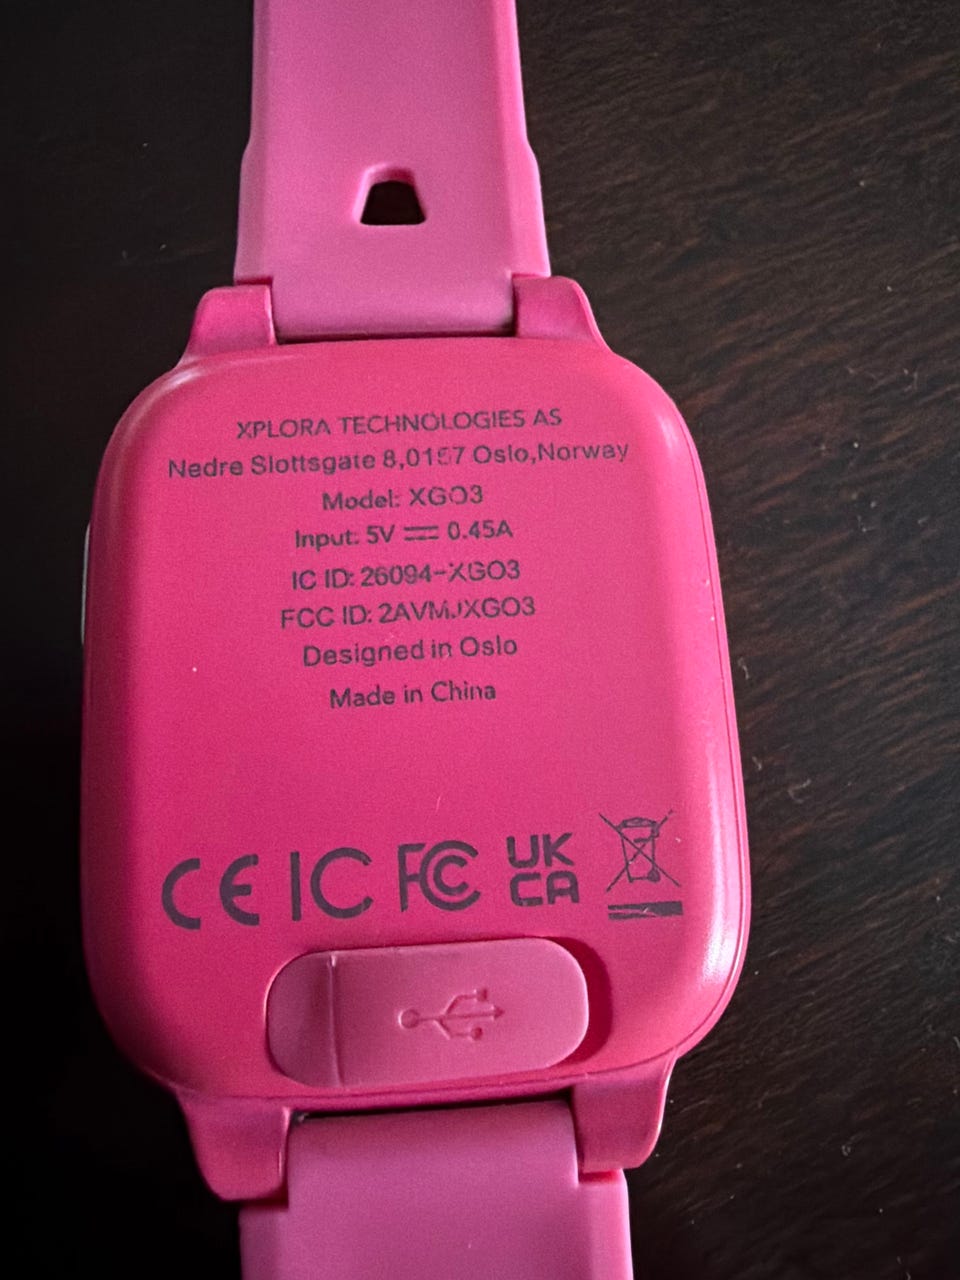 XPLORA TECHNOLOGIES AS
Nedre Slottsgate 8,0157 Oslo,Norway
Model: XGO3
Input: 5V ⎓ 0.45A
IC ID: 26094-XGO3
FCC ID: 2AVMJXGO3
Designed in Oslo
Made in China
CE IC FC UK CA